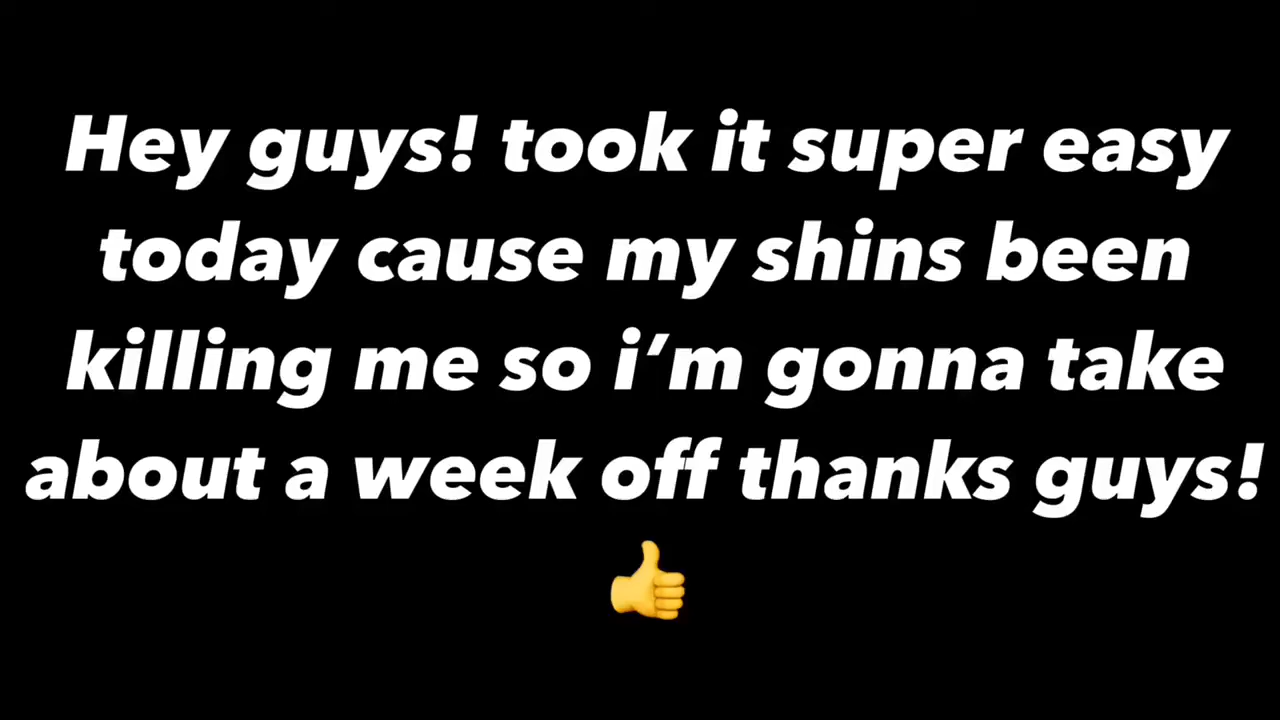 Hey guys! took it super easy
today cause my shins been
killing me so i’m gonna take
about a week off thanks guys!
👍